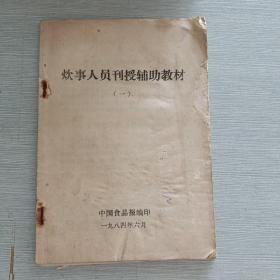 炊事人员刊授辅助教材
（一）
中国食品报编印
一九八四年六月